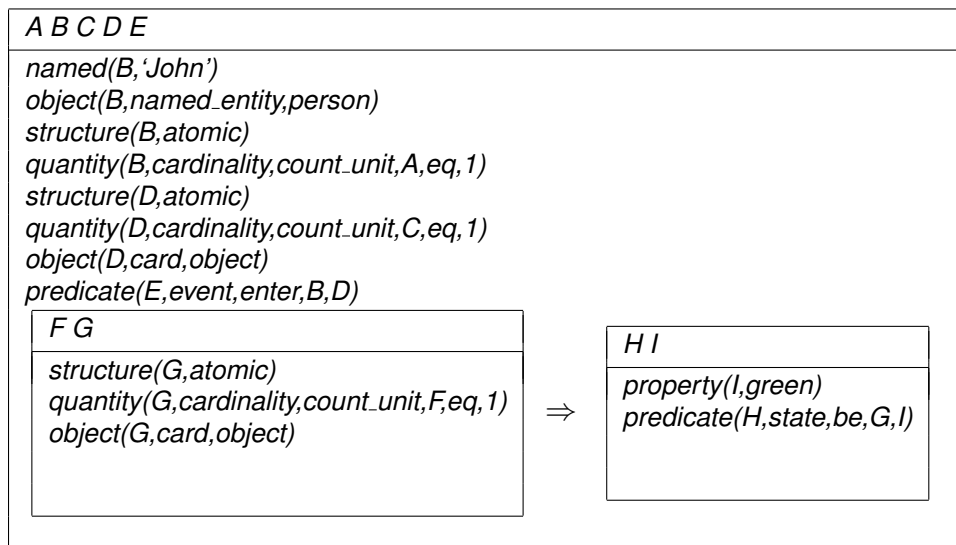 A B C D E
named(B,‘John’)
object(B,named_entity,person)
structure(B,atomic)
quantity(B,cardinality,count_unit,A,eq,1)
structure(D,atomic)
quantity(D,cardinality,count_unit,C,eq,1)
object(D,card,object)
predicate(E,event,enter,B,D)
F G
structure(G,atomic)
quantity(G,cardinality,count_unit,F,eq,1)
object(G,card,object)
⇒
H I
property(I,green)
predicate(H,state,be,G,I)